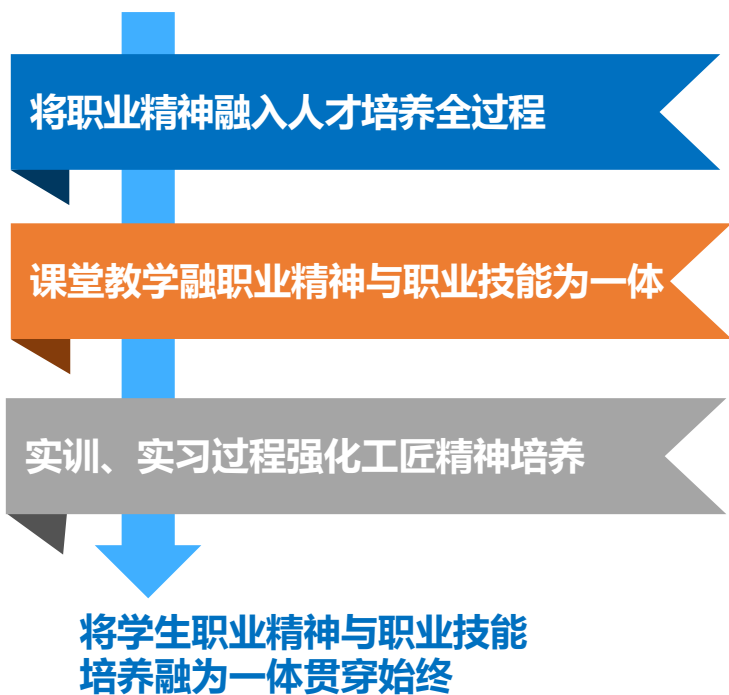 将职业精神融入人才培养全过程
课堂教学融职业精神与职业技能为一体
实训、实习过程强化工匠精神培养
将学生职业精神与职业技能
培养融为一体贯穿始终